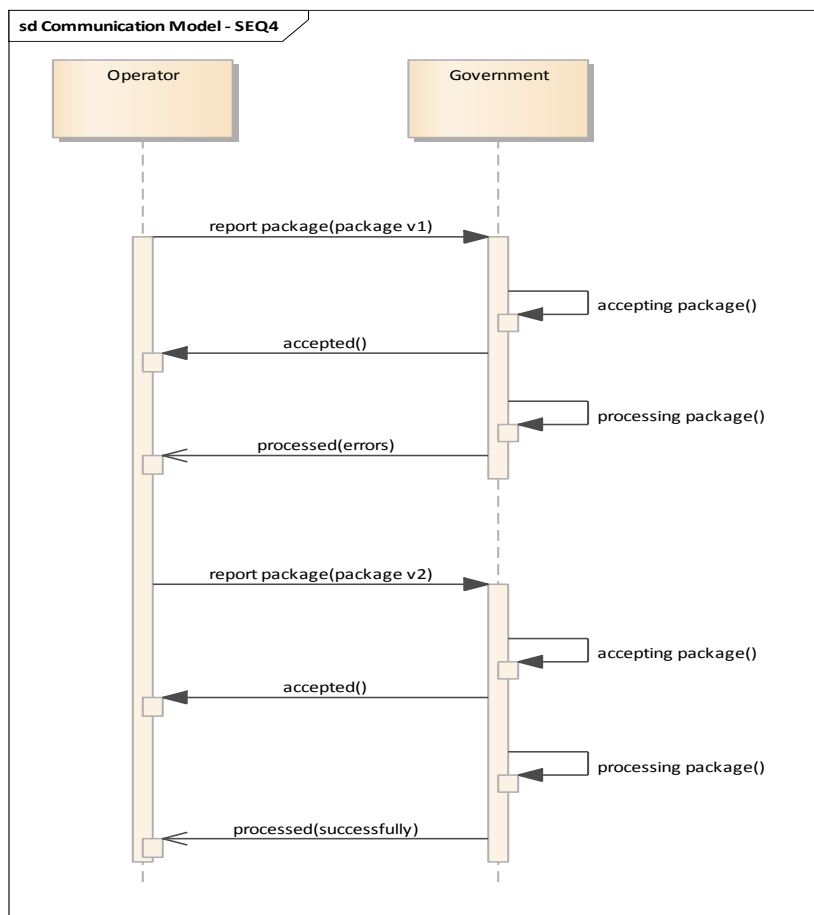 sd Communication Model - SEQ4
Operator
Government
report package(package v1)
accepting package()
accepted()
processing package()
processed(errors)
report package(package v2)
accepting package()
accepted()
processing package()
processed(successfully)